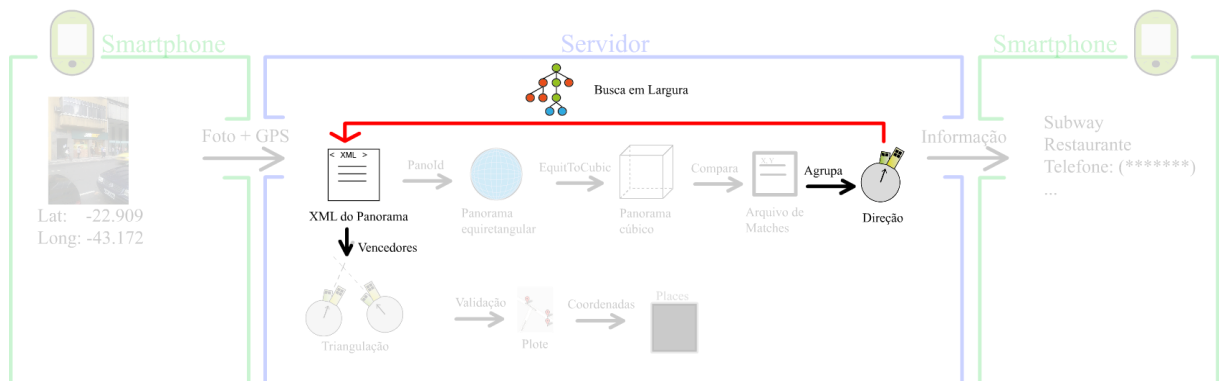 Smartphone
Servidor
Smartphone
Busca em Largura
Foto + GPS
Informação
Subway
Restaurante
Telefone: (*******)
...
< XML >
PanoId
EquitToCubic
Compara
X Y
Agrupa
XML do Panorama
Panorama
equiretangular
Panorama
cúbico
Arquivo de
Matches
Direção
Lat: -22.909
Long: -43.172
Vencedores
Triangulação
Validação
Plote
Coordenadas
Places